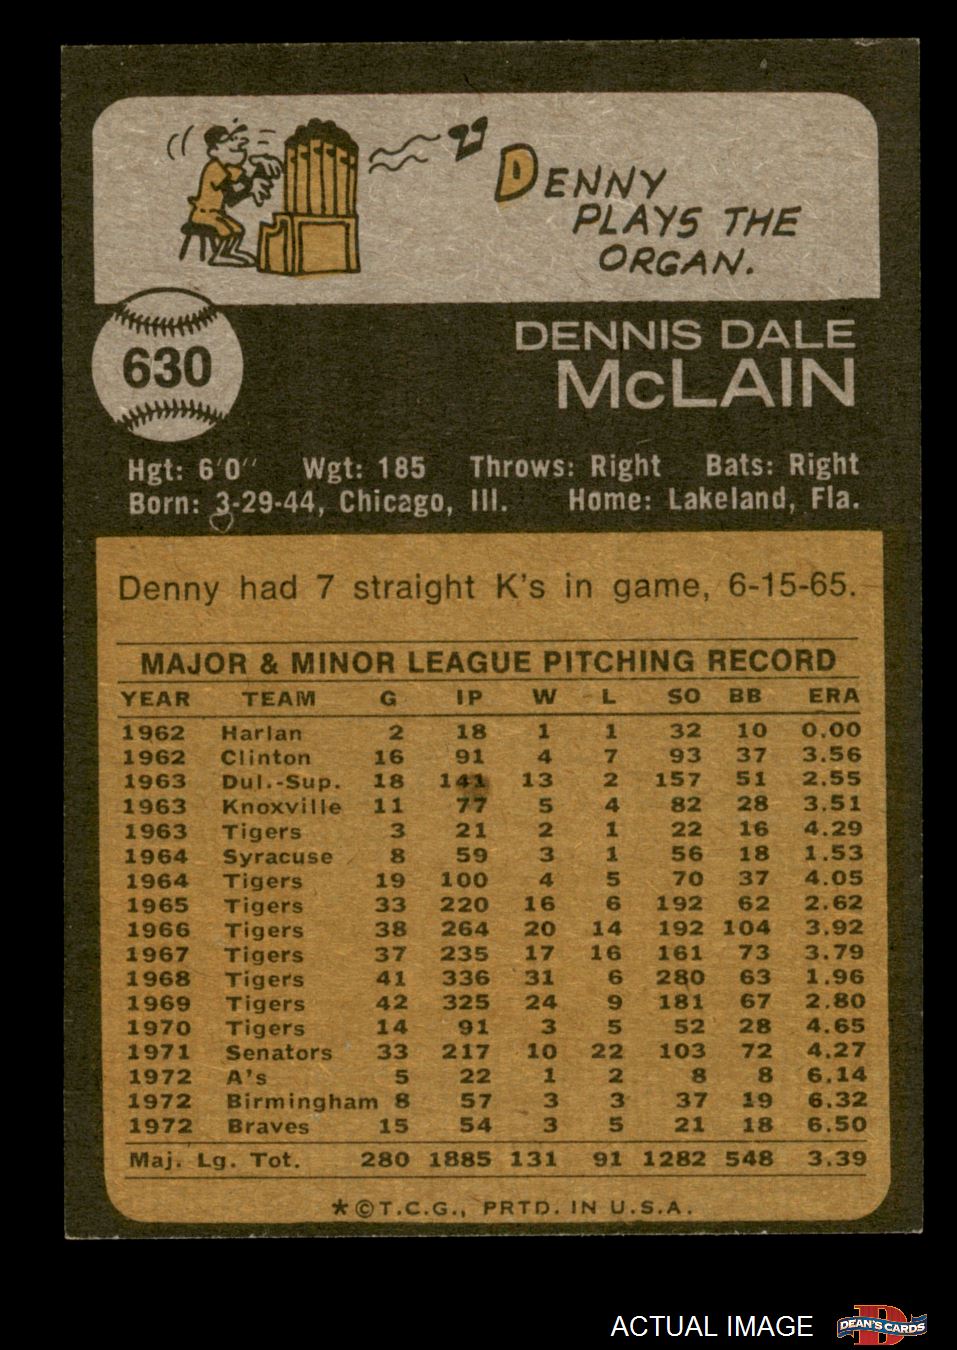 DENNY
PLAYS THE
ORGAN.
630
DENNIS DALE
McLAIN
Hgt: 6'0" Wgt: 185 Throws: Right Bats: Right
Born: 3-29-44, Chicago, Ill. Home: Lakeland, Fla.
Denny had 7 straight K's in game, 6-15-65.
MAJOR & MINOR LEAGUE PITCHING RECORD
YEAR TEAM G IP W L SO BB ERA
1962 Harlan 2 18 1 1 32 10 0.00
1962 Clinton 16 91 4 7 93 37 3.56
1963 Dul.-Sup. 18 141 13 2 157 51 2.55
1963 Knoxville 11 77 5 4 82 28 3.51
1963 Tigers 3 21 2 1 22 16 4.29
1964 Syracuse 8 59 3 1 56 18 1.53
1964 Tigers 19 100 4 5 70 37 4.05
1965 Tigers 33 220 16 6 192 62 2.62
1966 Tigers 38 264 20 14 192 104 3.92
1967 Tigers 37 235 17 16 161 73 3.79
1968 Tigers 41 336 31 6 280 63 1.96
1969 Tigers 42 325 24 9 181 67 2.80
1970 Tigers 14 91 3 5 52 28 4.65
1971 Senators 33 217 10 22 103 72 4.27
1972 A's 5 22 1 2 8 8 6.14
1972 Birmingham 8 57 3 3 37 19 6.32
1972 Braves 15 54 3 5 21 18 6.50
Maj. Lg. Tot. 280 1885 131 91 1282 548 3.39
*©T.C.G., PRTD. IN U.S.A.
ACTUAL IMAGE
D
DEAN'S CARDS